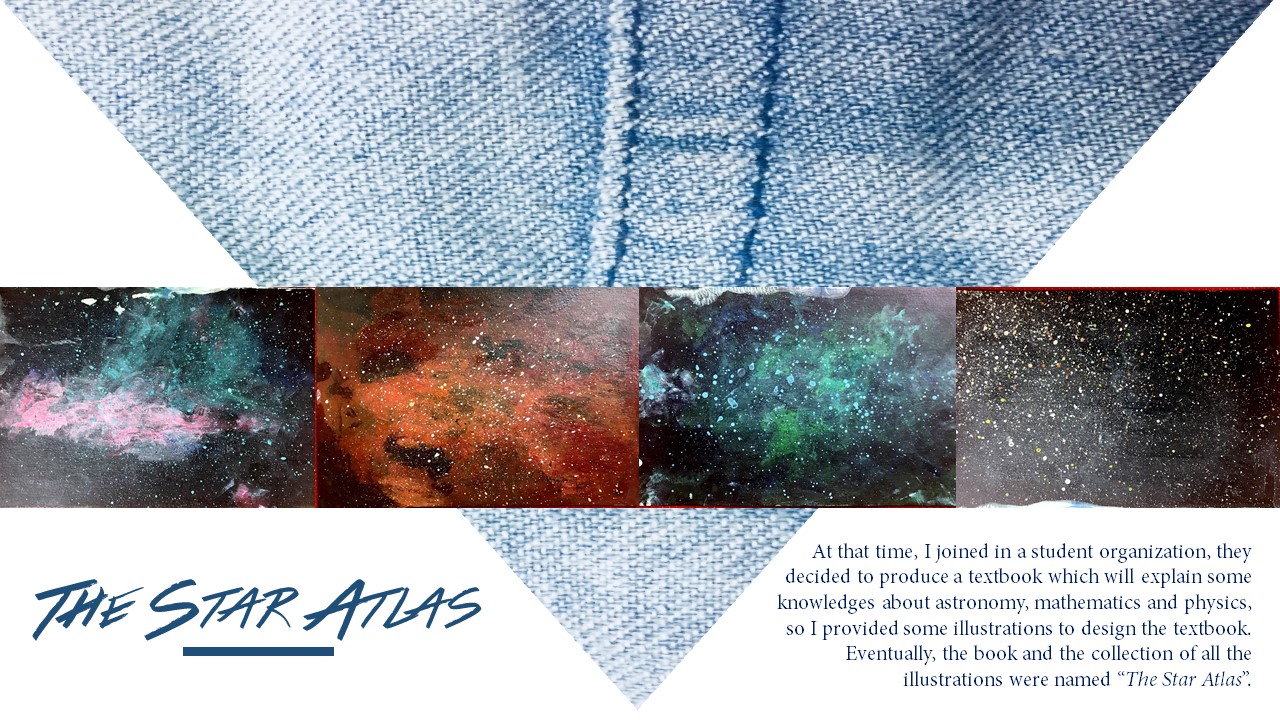 THE STAR ATLAS
At that time, I joined in a student organization, they
decided to produce a textbook which will explain some
knowledges about astronomy, mathematics and physics,
so I provided some illustrations to design the textbook.
Eventually, the book and the collection of all the
illustrations were named “The Star Atlas”.